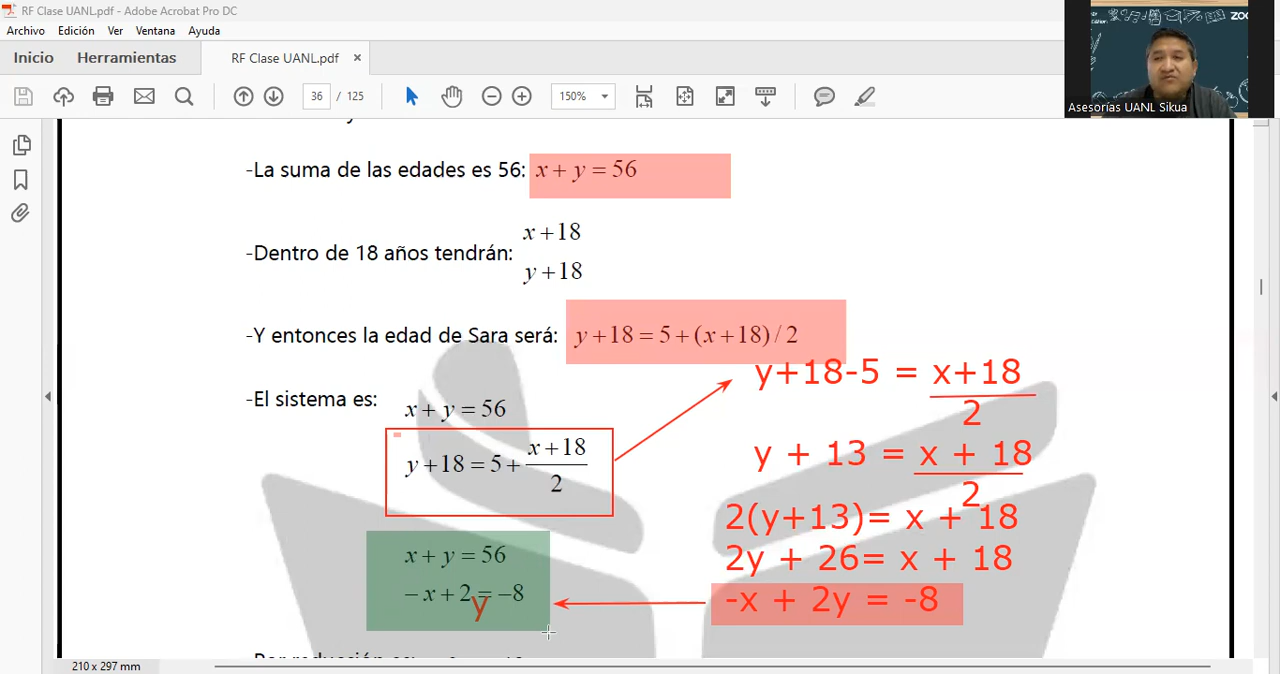 RF Clase UANL.pdf - Adobe Acrobat Pro DC
Archivo Edición Ver Ventana Ayuda
Inicio Herramientas RF Clase UANL.pdf ×
36 / 125 150%
ZOO
Asesorías UANL Sikua
-La suma de las edades es 56: x + y = 56
-Dentro de 18 años tendrán:
x +18
y +18
-Y entonces la edad de Sara será: y +18 = 5 + (x +18) / 2
-El sistema es:
x + y = 56
y +18 = 5 + x +18
2
x + y = 56
− x + 2 = −8
y
y+18-5 = x+18
2
y + 13 = x + 18
2
2(y+13)= x + 18
2y + 26= x + 18
-x + 2y = -8
210 x 297 mm